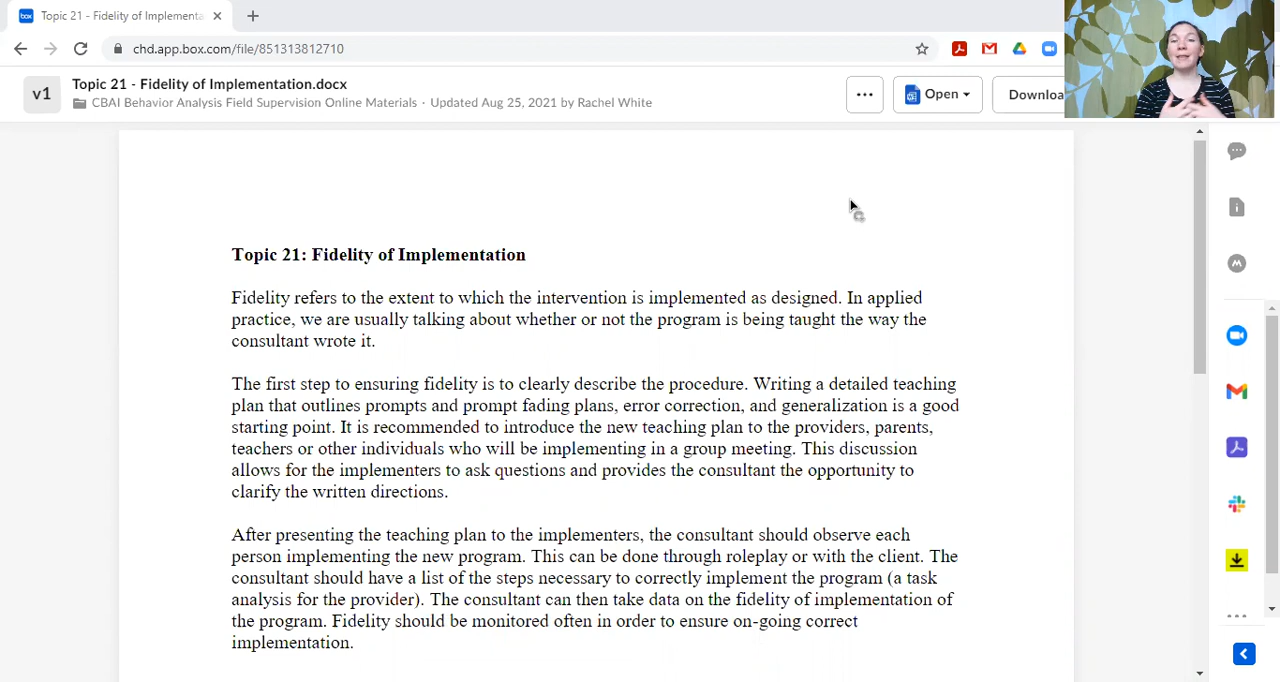 Topic 21 - Fidelity of Implementa
chd.app.box.com/file/851313812710
v1
Topic 21 - Fidelity of Implementation.docx
CBAI Behavior Analysis Field Supervision Online Materials · Updated Aug 25, 2021 by Rachel White
Open
Downloa
Topic 21: Fidelity of Implementation
Fidelity refers to the extent to which the intervention is implemented as designed. In applied
practice, we are usually talking about whether or not the program is being taught the way the
consultant wrote it.
The first step to ensuring fidelity is to clearly describe the procedure. Writing a detailed teaching
plan that outlines prompts and prompt fading plans, error correction, and generalization is a good
starting point. It is recommended to introduce the new teaching plan to the providers, parents,
teachers or other individuals who will be implementing in a group meeting. This discussion
allows for the implementers to ask questions and provides the consultant the opportunity to
clarify the written directions.
After presenting the teaching plan to the implementers, the consultant should observe each
person implementing the new program. This can be done through roleplay or with the client. The
consultant should have a list of the steps necessary to correctly implement the program (a task
analysis for the provider). The consultant can then take data on the fidelity of implementation of
the program. Fidelity should be monitored often in order to ensure on-going correct
implementation.